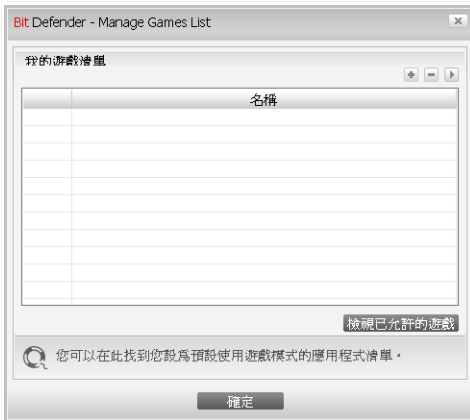 Bit Defender - Manage Games List
我的遊戲清單
名稱
檢視已允許的遊戲
您可以在此找到您設為預設使用遊戲模式的應用程式清單。
確定